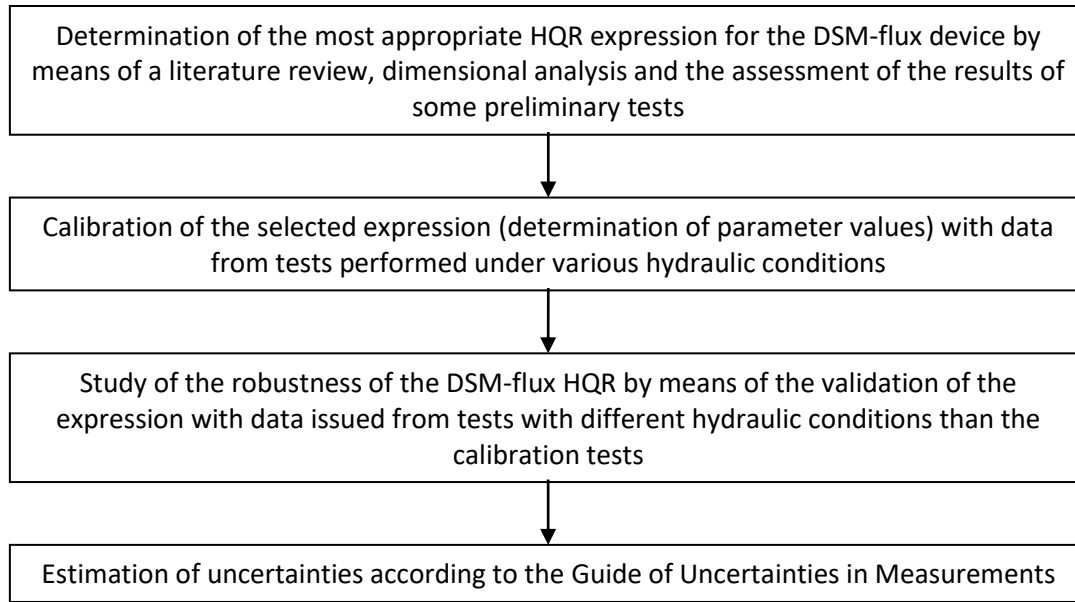 Determination of the most appropriate HQR expression for the DSM-flux device by
means of a literature review, dimensional analysis and the assessment of the results of
some preliminary tests
Calibration of the selected expression (determination of parameter values) with data
from tests performed under various hydraulic conditions
Study of the robustness of the DSM-flux HQR by means of the validation of the
expression with data issued from tests with different hydraulic conditions than the
calibration tests
Estimation of uncertainties according to the Guide of Uncertainties in Measurements